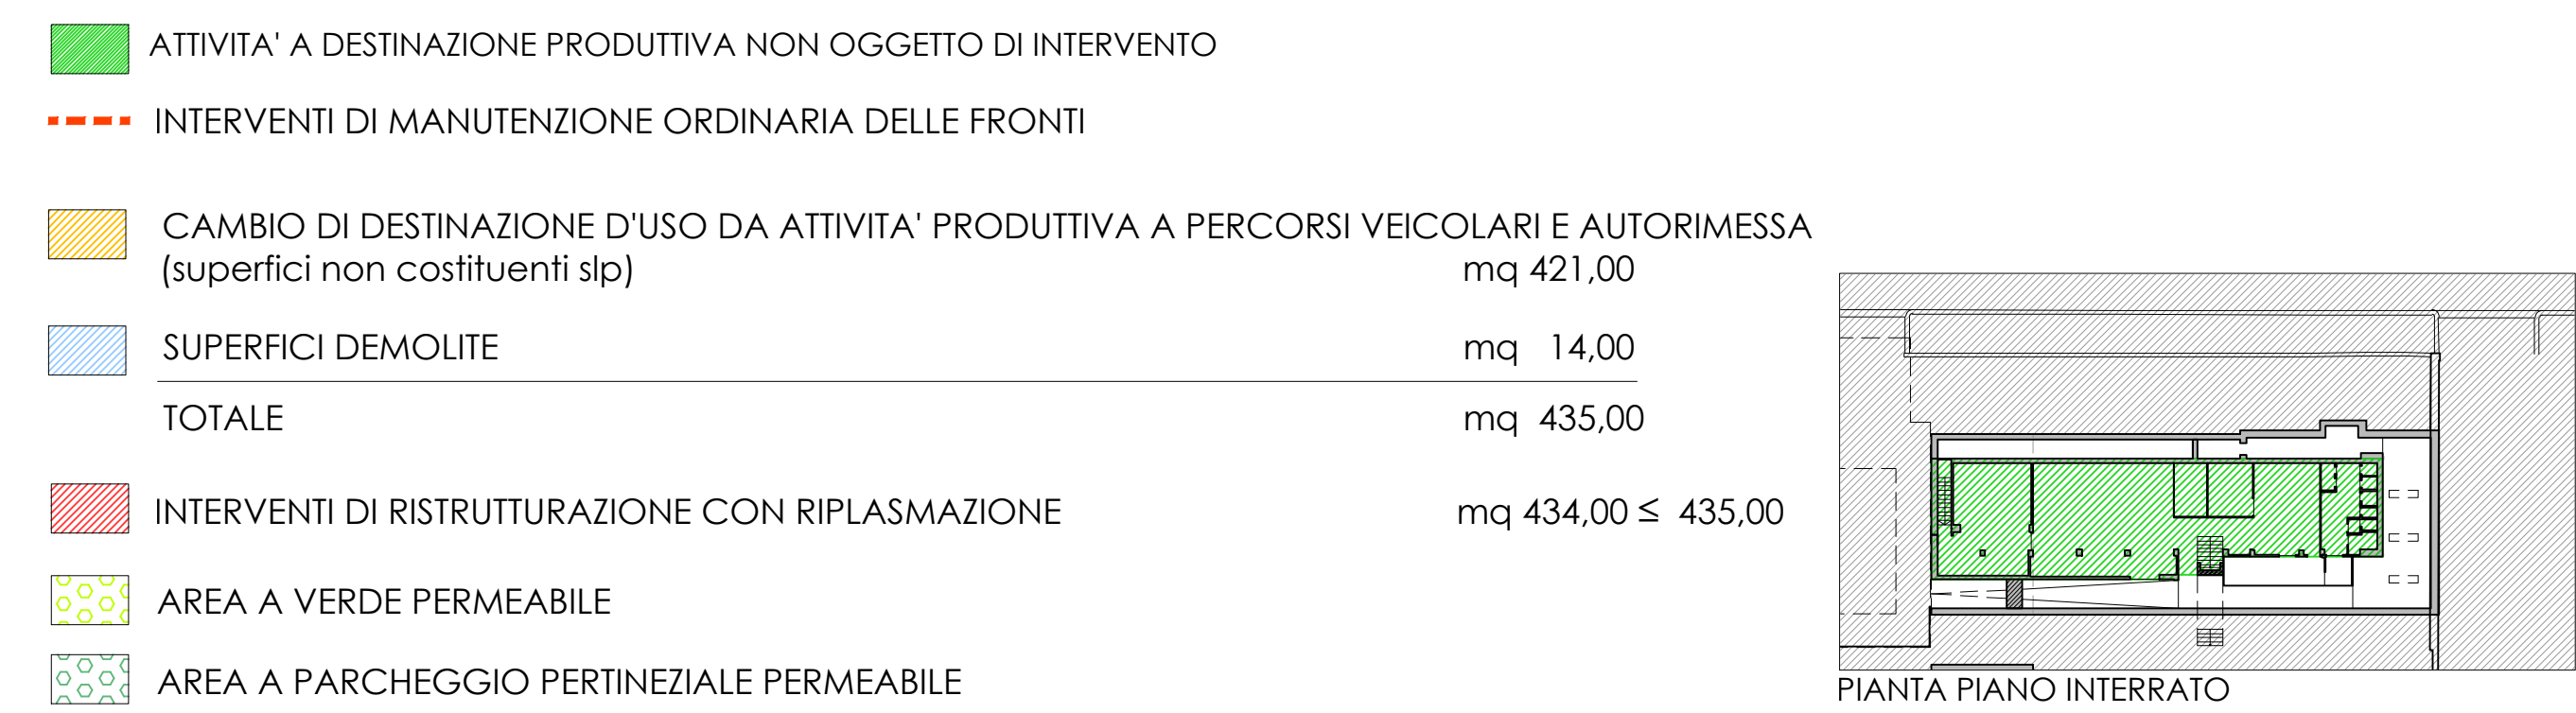 ATTIVITA' A DESTINAZIONE PRODUTTIVA NON OGGETTO DI INTERVENTO
INTERVENTI DI MANUTENZIONE ORDINARIA DELLE FRONTI
CAMBIO DI DESTINAZIONE D'USO DA ATTIVITA' PRODUTTIVA A PERCORSI VEICOLARI E AUTORIMESSA
(superfici non costituenti slp) mq 421,00
SUPERFICI DEMOLITE mq 14,00
TOTALE mq 435,00
INTERVENTI DI RISTRUTTURAZIONE CON RIPLASMAZIONE mq 434,00 ≤ 435,00
AREA A VERDE PERMEABILE
AREA A PARCHEGGIO PERTINEZIALE PERMEABILE
PIANTA PIANO INTERRATO